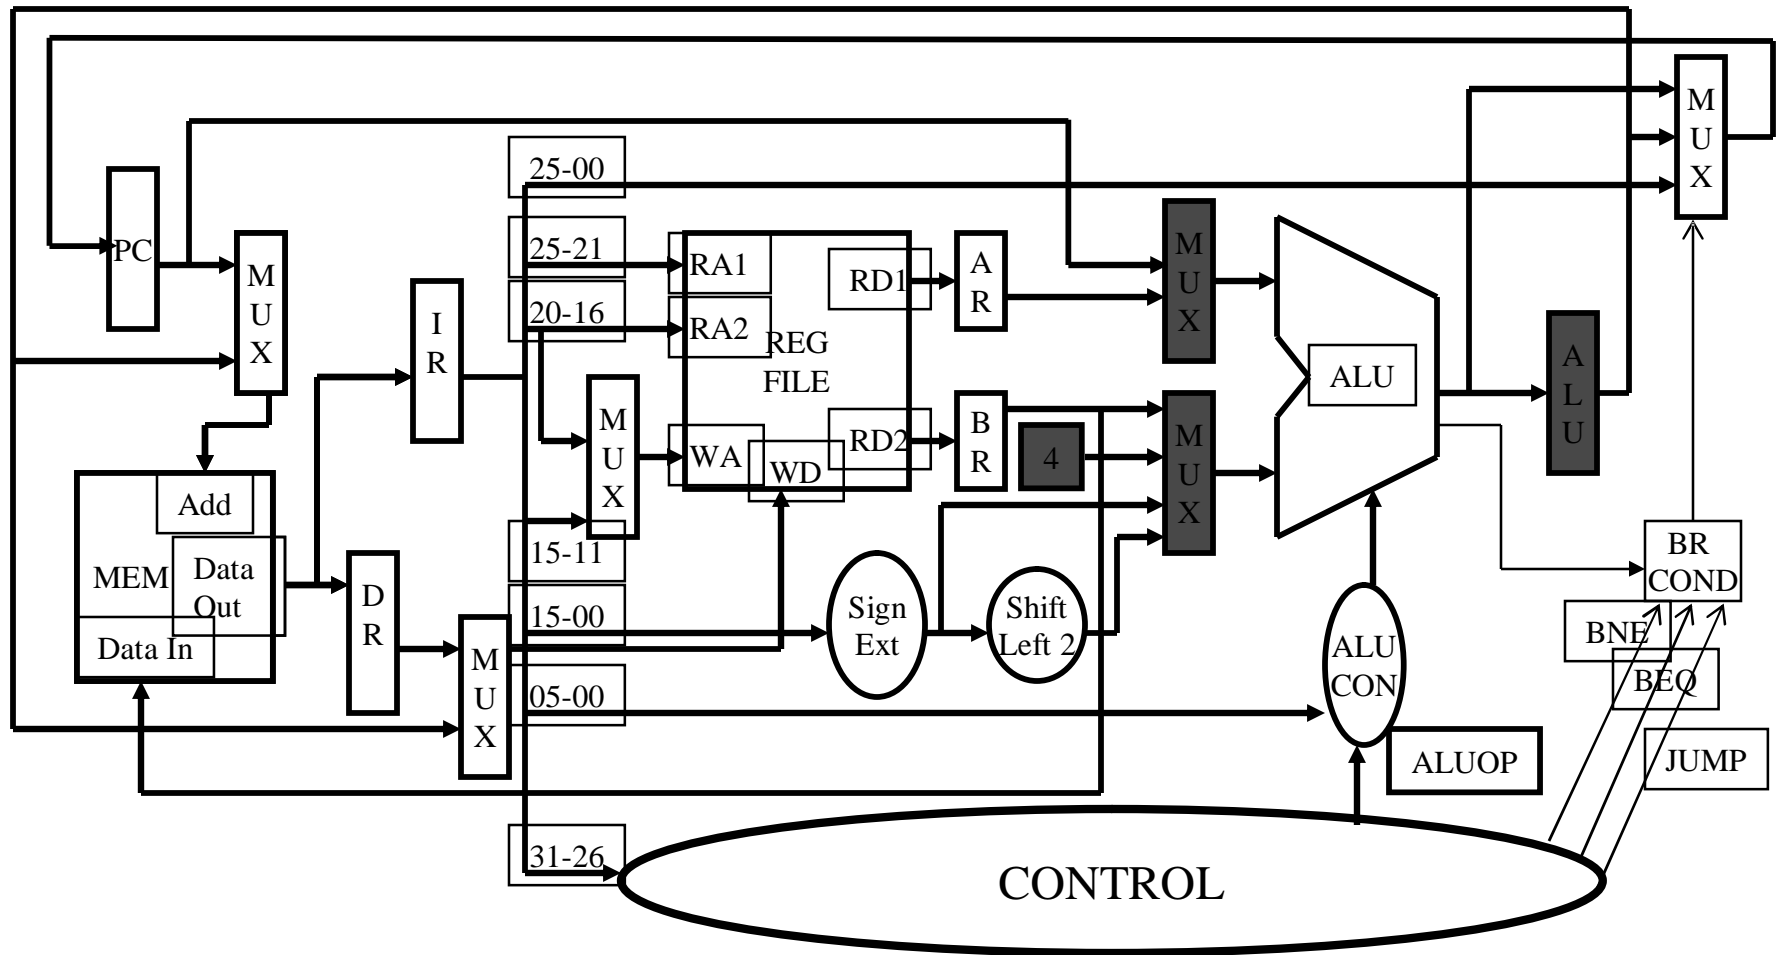 M
U
X
25-00
PC
25-21
M
U
X
20-16
I
R
RA1
RA2
REG
FILE
RD1
A
R
M
U
X
ALU
A
L
U
M
U
X
WA
WD
RD2
B
R
4
M
U
X
Add
MEM
Data
Out
Data In
D
R
M
U
X
15-11
15-00
05-00
Sign
Ext
Shift
Left 2
ALU
CON
ALUOP
BR
COND
BNE
BEQ
JUMP
31-26
CONTROL